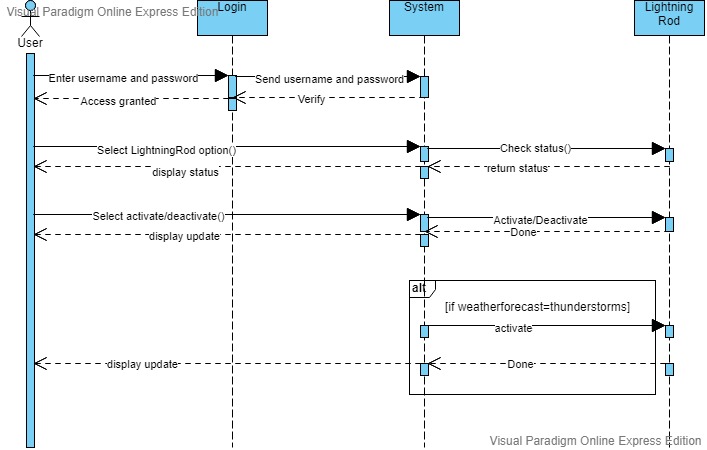 Visual Paradigm Online Express Edition
Login
System
Lightning
Rod
User
Enter username and password
Send username and password
Access granted
Verify
Select LightningRod option()
Check status()
display status
return status
Select activate/deactivate()
Activate/Deactivate
display update
Done
alt
[if weatherforecast=thunderstorms]
activate
display update
Done
Visual Paradigm Online Express Edition